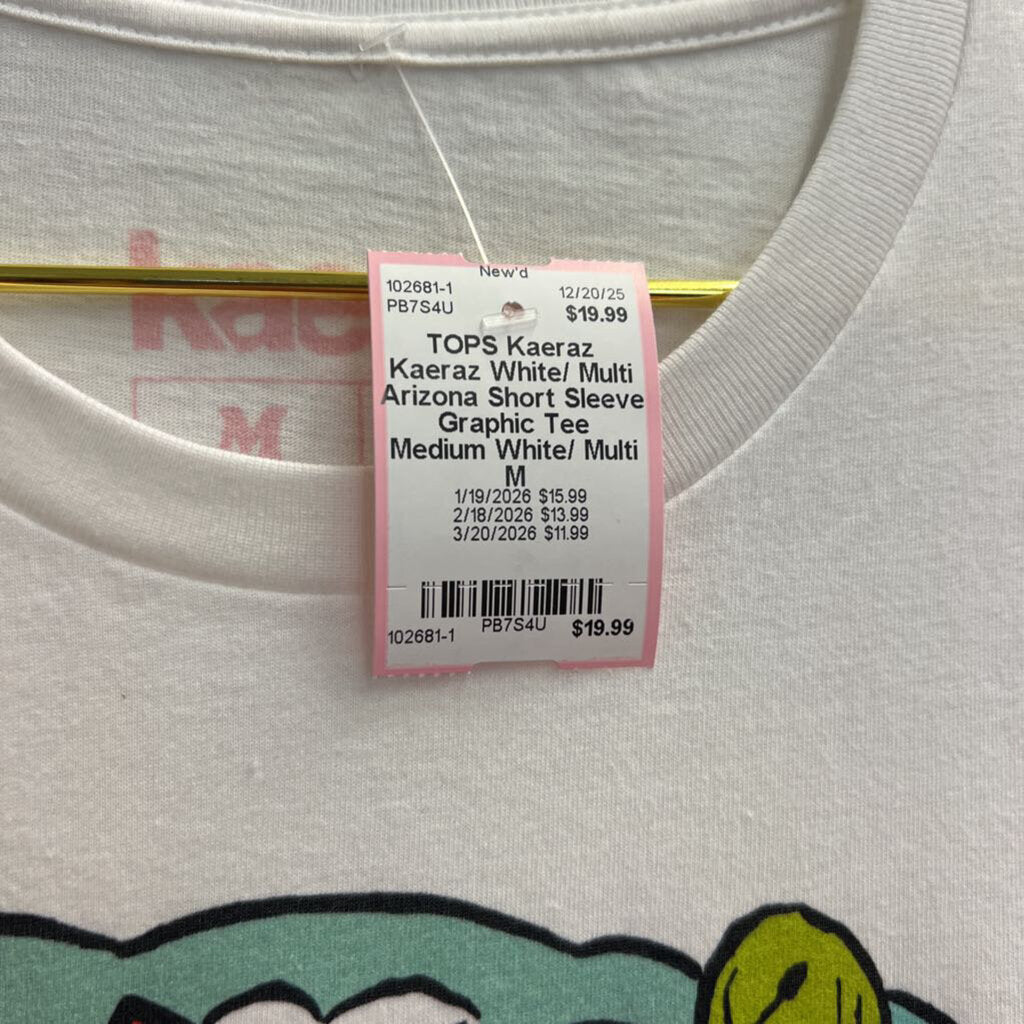 New'd
102681-1 12/20/25
PB7S4U $19.99
TOPS Kaeraz
Kaeraz White/ Multi
Arizona Short Sleeve
Graphic Tee
Medium White/ Multi
M
1/19/2026 $15.99
2/18/2026 $13.99
3/20/2026 $11.99
102681-1 PB7S4U $19.99
M